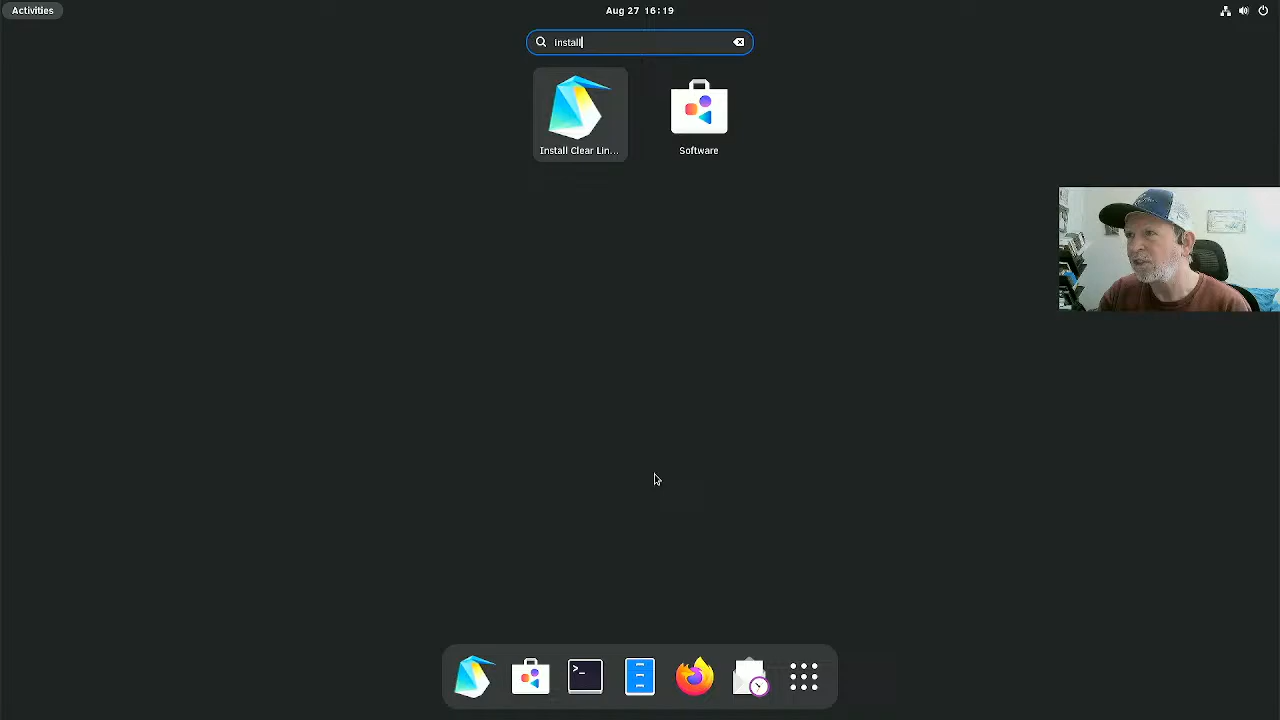 Activities
Aug 27 16:19
install
Install Clear Lin...
Software